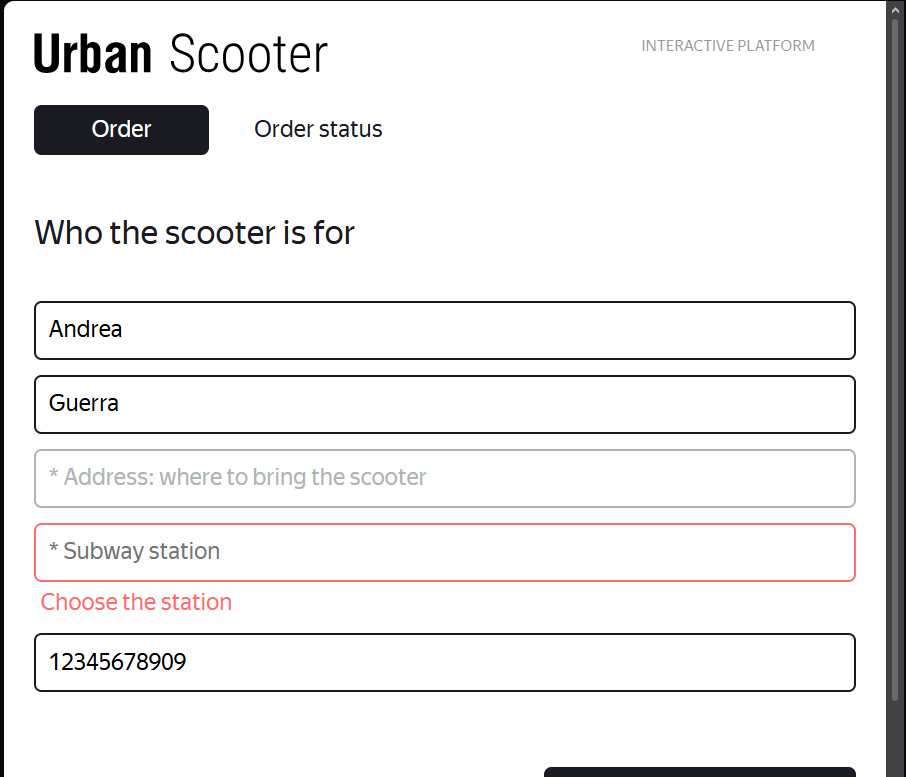 Urban Scooter
INTERACTIVE PLATFORM
Order
Order status
Who the scooter is for
Andrea
Guerra
* Address: where to bring the scooter
* Subway station
Choose the station
12345678909